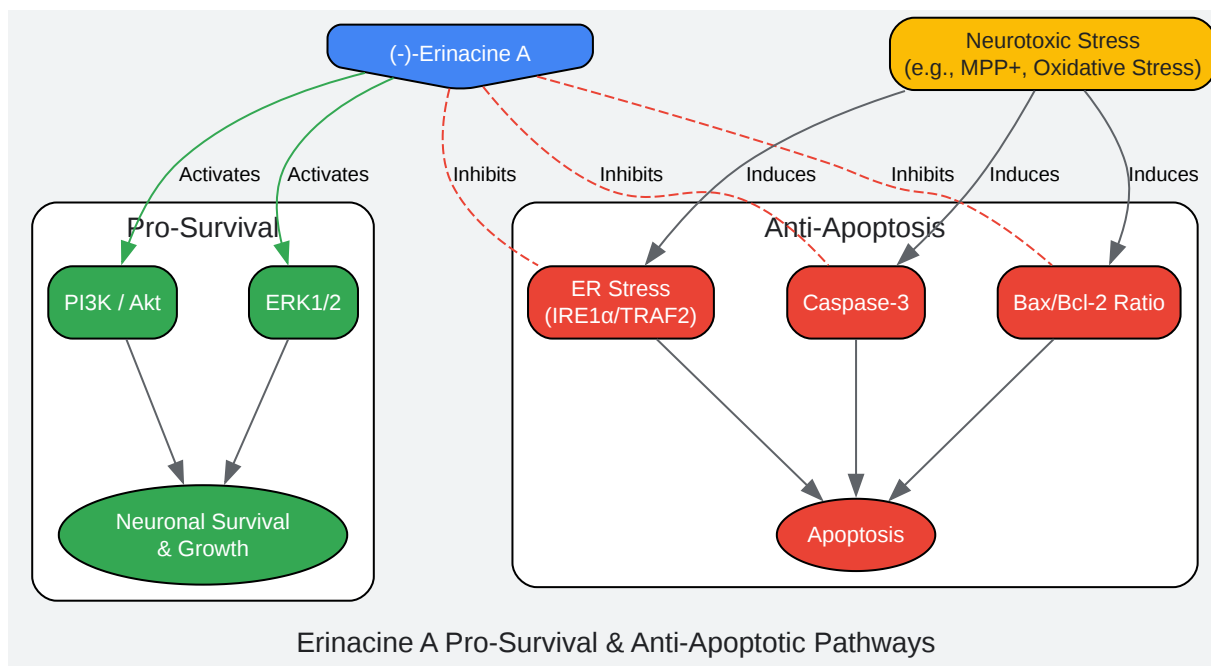 (-)-Erinacine A
Neurotoxic Stress
(e.g., MPP+, Oxidative Stress)
Activates
Activates
Inhibits
Inhibits
Induces
Inhibits
Induces
Induces
Pro-Survival
Anti-Apoptosis
PI3K / Akt
ERK1/2
ER Stress
(IRE1α/TRAF2)
Caspase-3
Bax/Bcl-2 Ratio
Neuronal Survival
& Growth
Apoptosis
Erinacine A Pro-Survival & Anti-Apoptotic Pathways